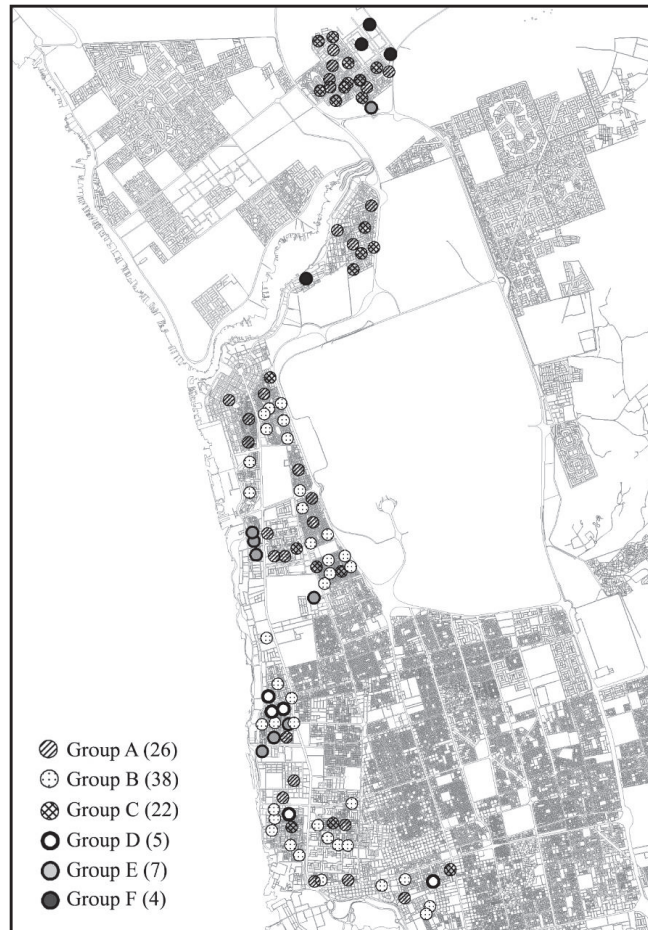 Group A (26)
Group B (38)
Group C (22)
Group D (5)
Group E (7)
Group F (4)